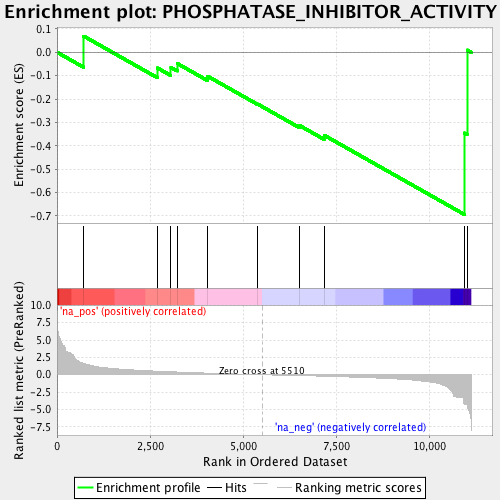 Enrichment plot: PHOSPHATASE_INHIBITOR_ACTIVITY
Enrichment score (ES)
0.1
0.0
-0.1
-0.2
-0.3
-0.4
-0.5
-0.6
-0.7
'na_pos' (positively correlated)
Ranked list metric (PreRanked)
10.0
7.5
5.0
2.5
0.0
-2.5
-5.0
-7.5
Zero cross at 5510
'na_neg' (negatively correlated)
0
2,500
5,000
7,500
10,000
Rank in Ordered Dataset
Enrichment profile
Hits
Ranking metric scores